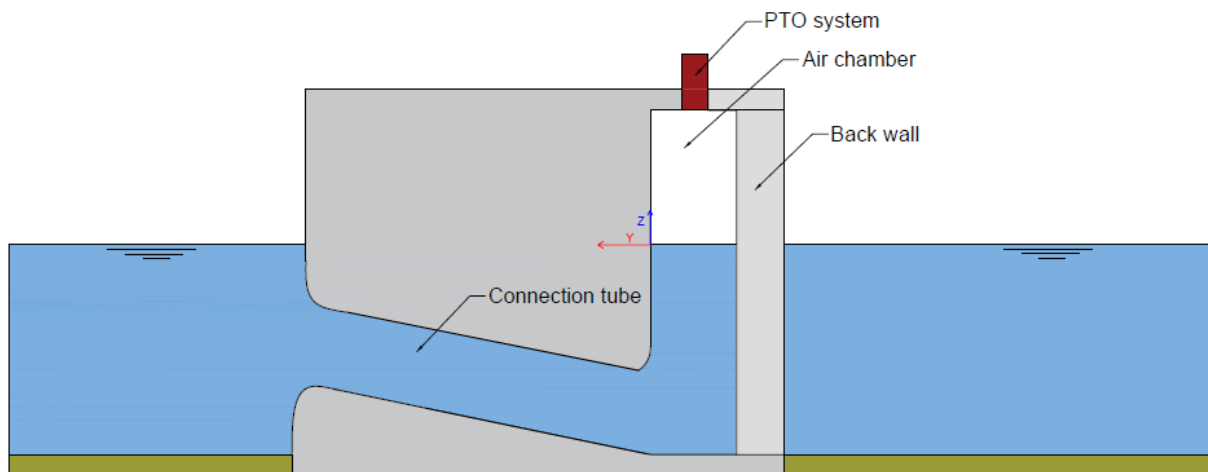 PTO system
Air chamber
Back wall
Z
Y
Connection tube